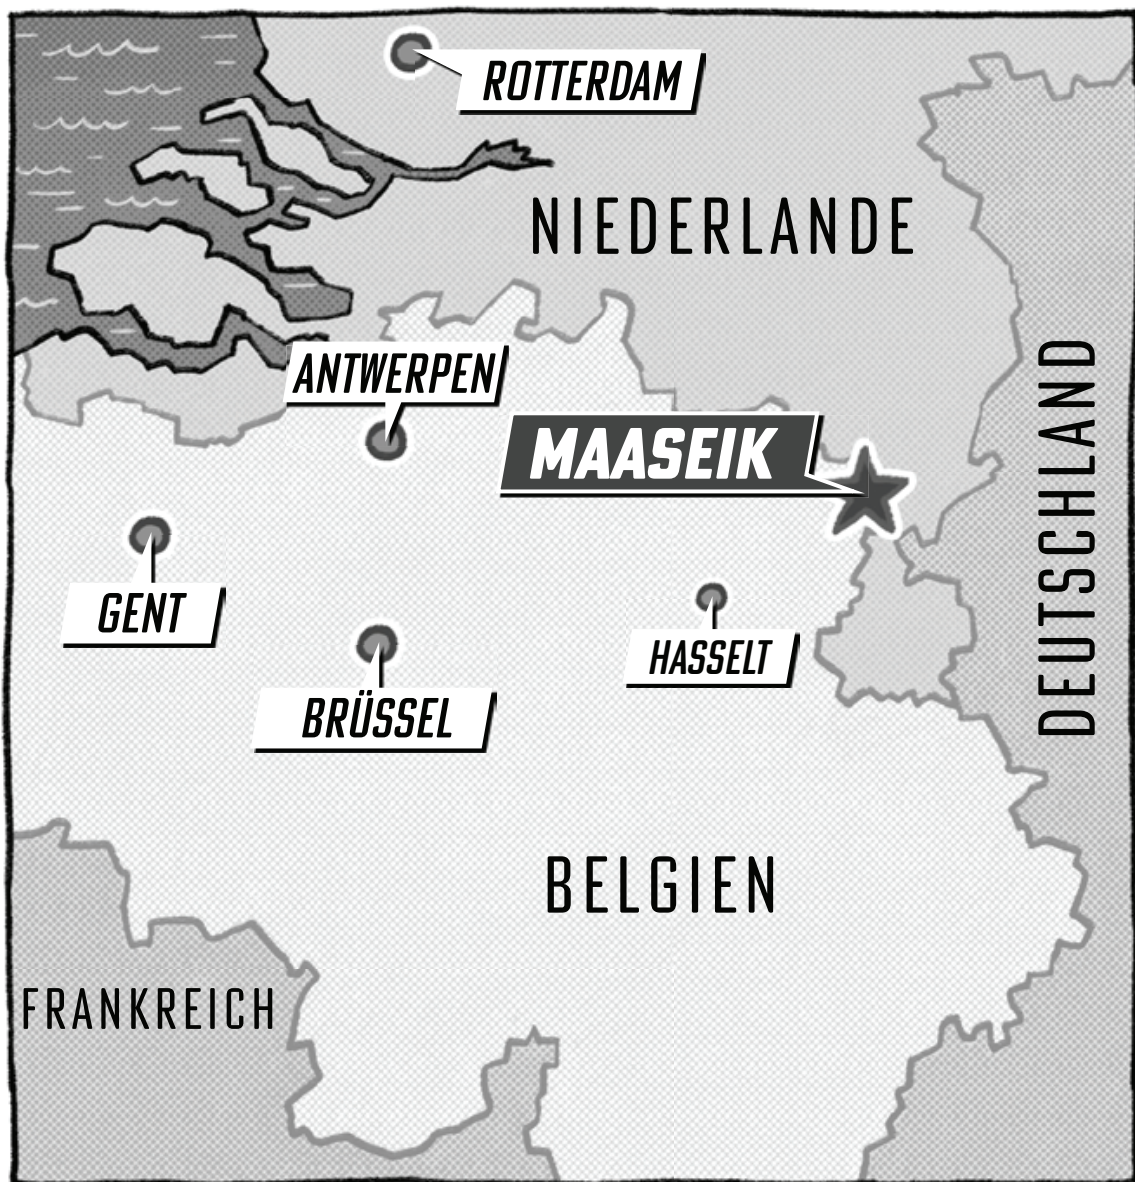 ROTTERDAM
NIEDERLANDE
ANTWERPEN
MAASEIK
DEUTSCHLAND
GENT
HASSELT
BRÜSSEL
BELGIEN
FRANKREICH